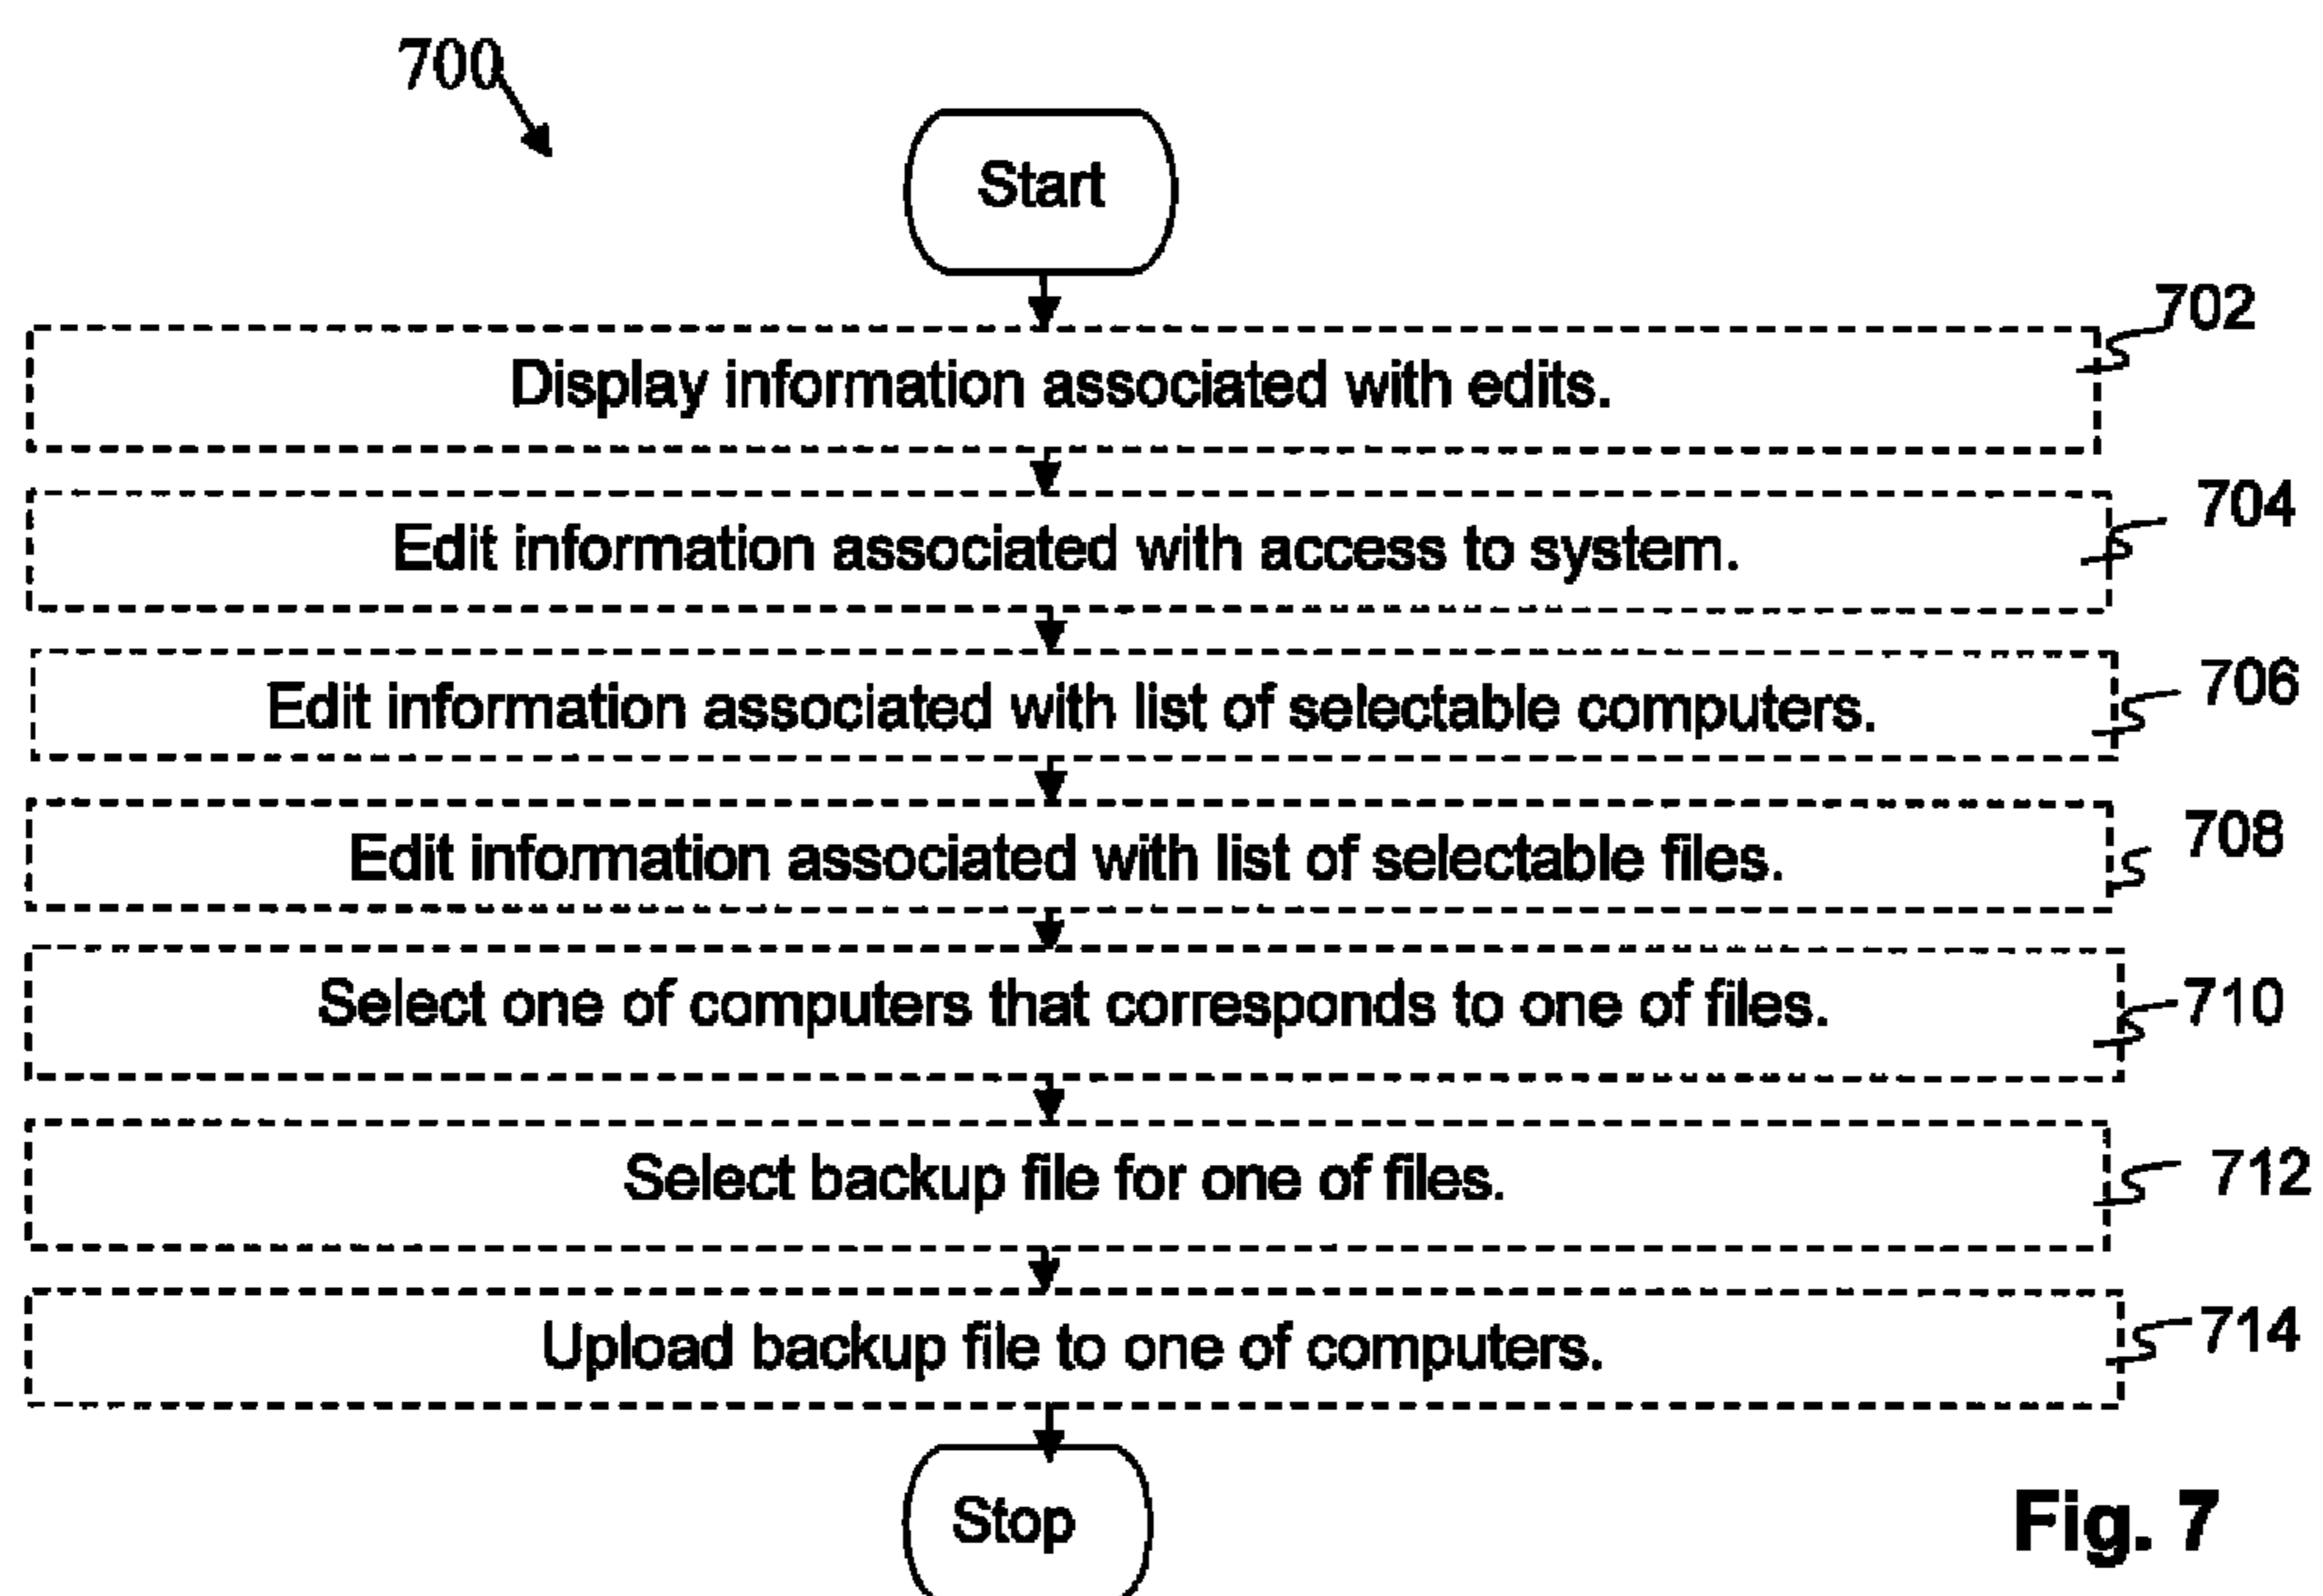 700
Start
702
Display information associated with edits.
704
Edit information associated with access to system.
706
Edit information associated with list of selectable computers.
708
Edit information associated with list of selectable files.
710
Select one of computers that corresponds to one of files.
712
Select backup file for one of files.
714
Upload backup file to one of computers.
Stop
Fig. 7